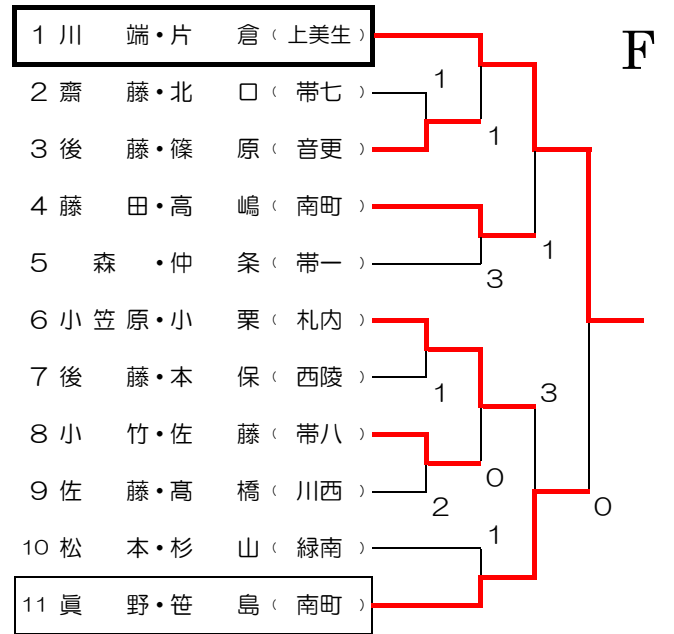 F
1 川 端・片 倉（上美生）
2 齋 藤・北 口（帯七）
3 後 藤・篠 原（音更）
4 藤 田・高 嶋（南町）
5 森 ・仲 条（帯一）
6 小笠原・小 栗（札内）
7 後 藤・本 保（西陵）
8 小 竹・佐 藤（帯八）
9 佐 藤・髙 橋（川西）
10 松 本・杉 山（緑南）
11 眞 野・笹 島（南町）
1
1
1
3
1
3
0
2
0
1